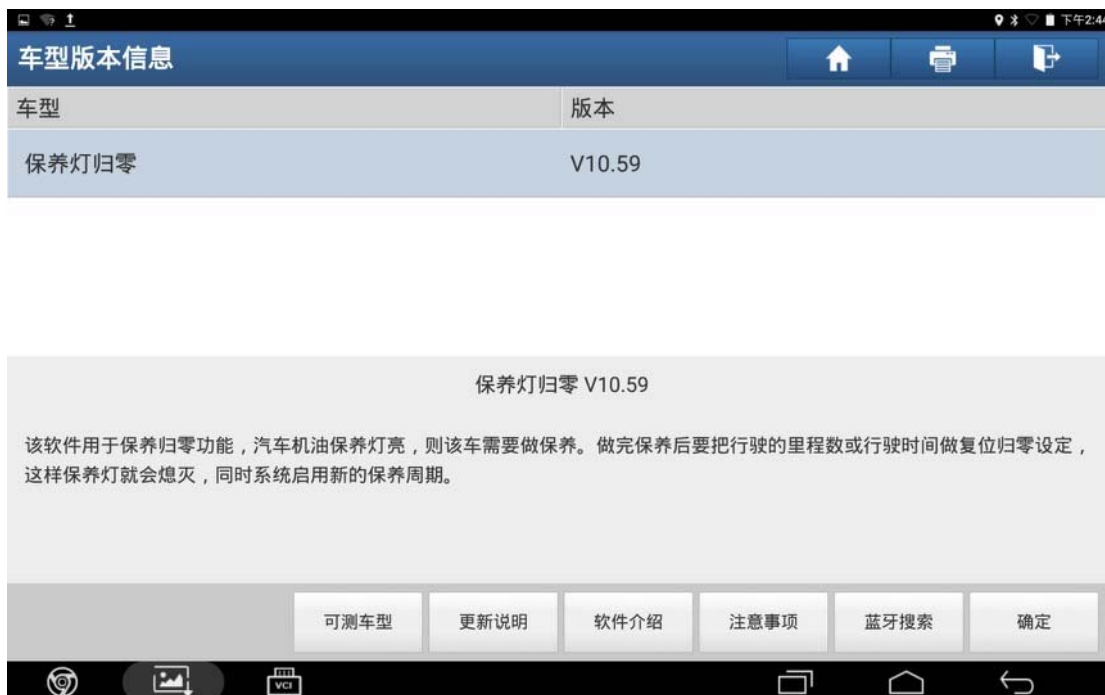 下午2:44
车型版本信息
车型 版本
保养灯归零 V10.59
保养灯归零 V10.59
该软件用于保养归零功能，汽车机油保养灯亮，则该车需要做保养。做完保养后要把行驶的里程数或行驶时间做复位归零设定，
这样保养灯就会熄灭，同时系统启用新的保养周期。
可测车型 更新说明 软件介绍 注意事项 蓝牙搜索 确定
VCI